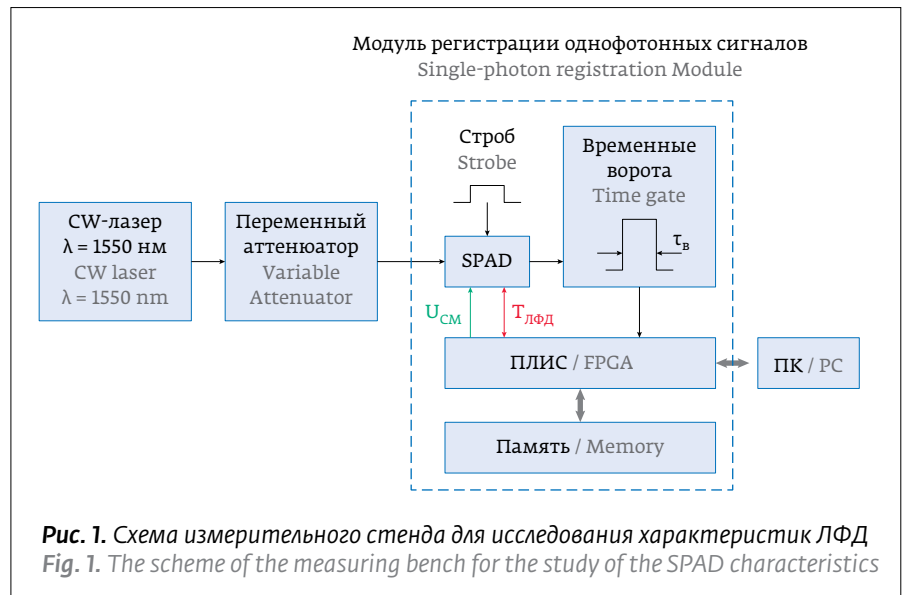 Модуль регистрации однофотонных сигналов
Single-photon registration Module
Строб
Strobe
Временные
ворота
Time gate
τв
CW-лазер
λ = 1550 нм
CW laser
λ = 1550 nm
Переменный
аттенюатор
Variable
Attenuator
SPAD
UСМ
TЛФД
ПЛИС / FPGA
ПК / PC
Память / Memory
Рис. 1. Схема измерительного стенда для исследования характеристик ЛФД
Fig. 1. The scheme of the measuring bench for the study of the SPAD characteristics